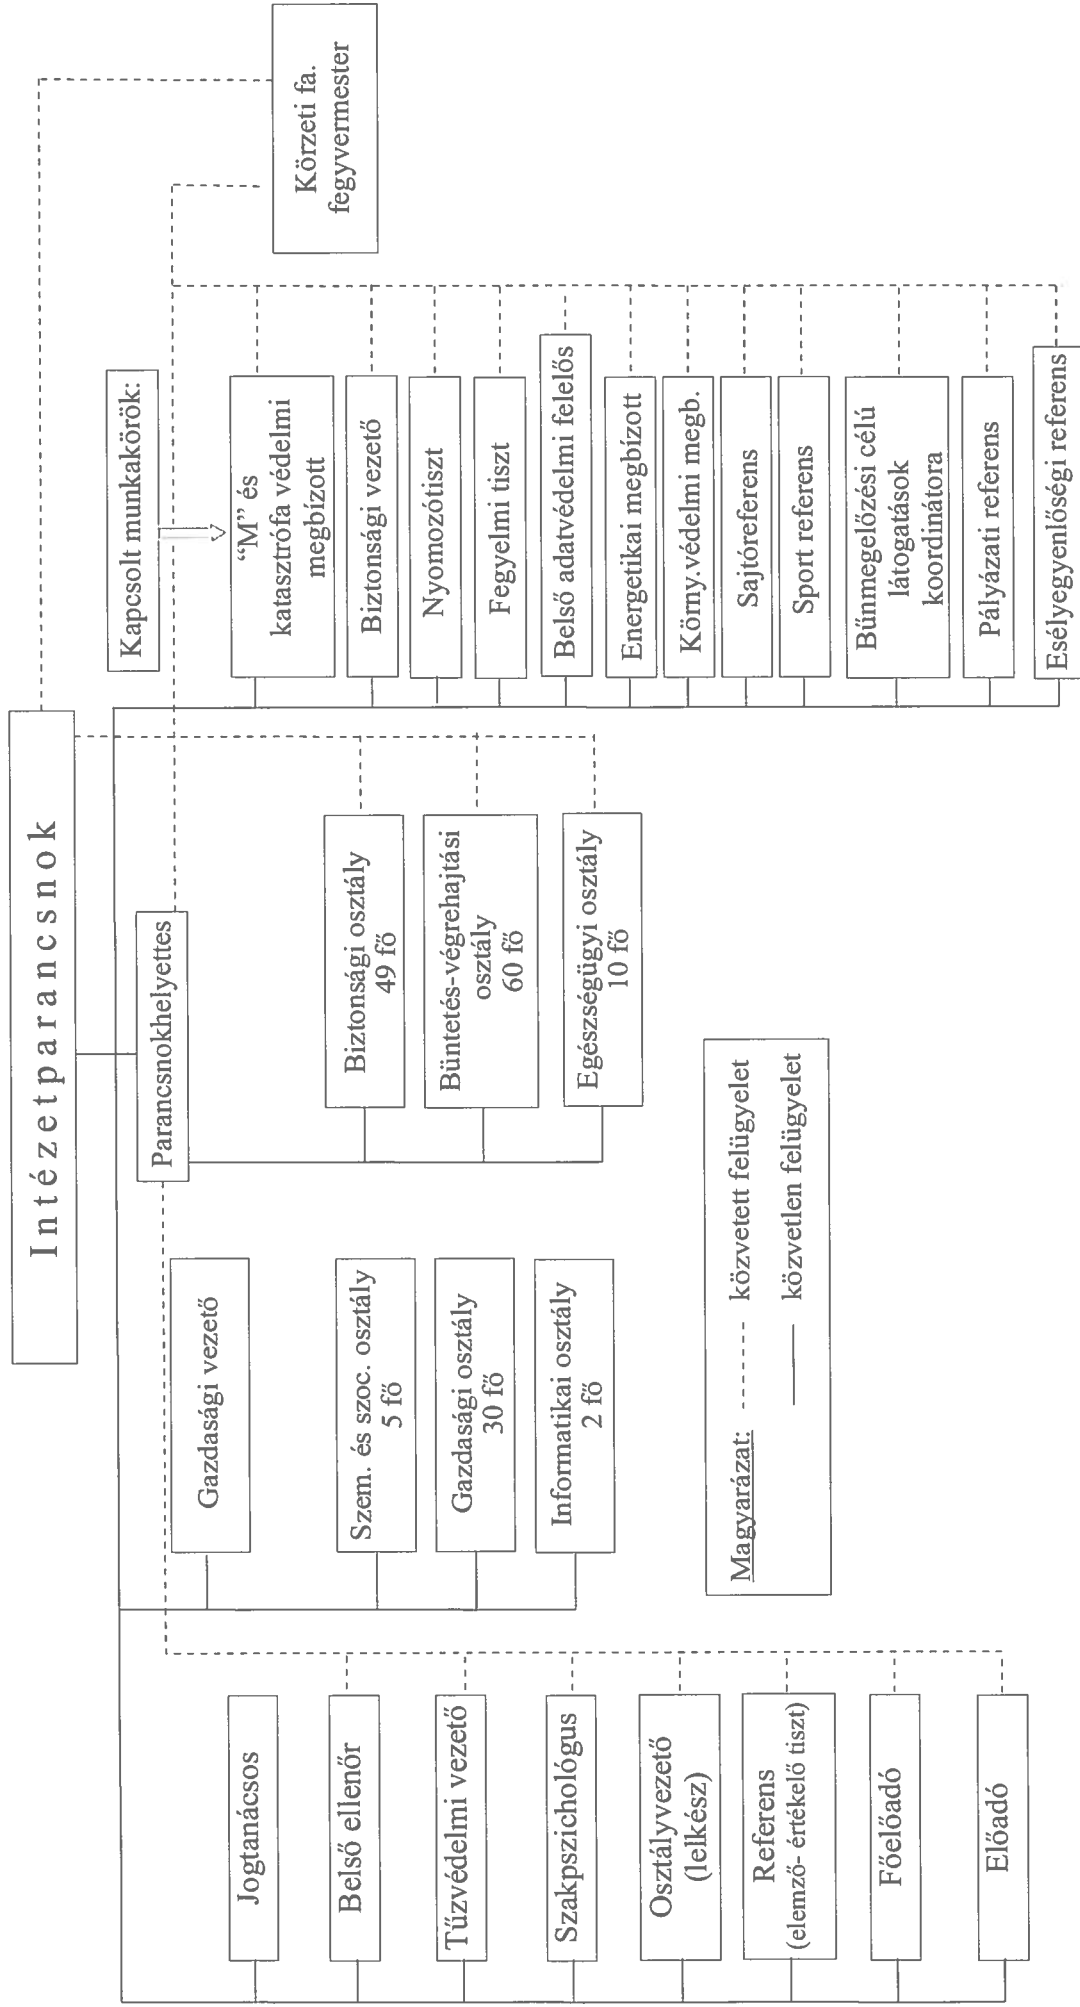 Intézetparancsnok
Parancsnokhelyettes
Jogtanácsos
Belső ellenőr
Tűzvédelmi vezető
Szakpszichológus
Osztályvezető
(lelkész)
Referens
(elemző- értékelő tiszt)
Főelőadó
Előadó
Gazdasági vezető
Szem. és szoc. osztály
5 fő
Gazdasági osztály
30 fő
Informatikai osztály
2 fő
Biztonsági osztály
49 fő
Büntetés-végrehajtási
osztály
60 fő
Egészségügyi osztály
10 fő
Kapcsolt munkakörök:
“M” és
katasztrófa védelmi
megbízott
Biztonsági vezető
Nyomozótiszt
Fegyelmi tiszt
Belső adatvédelmi felelős
Energetikai megbízott
Körny.védelmi megb.
Sajtóreferens
Sport referens
Bűnmegelőzési célú
látogatások
koordinátora
Pályázati referens
Esélyegyenlőségi referens
Körzeti fa.
fegyvermester
Magyarázat: közvetett felügyelet
közvetlen felügyelet